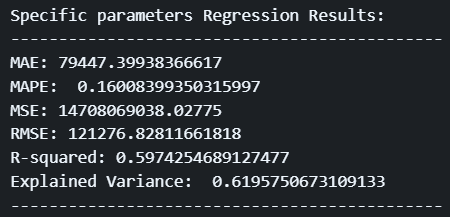 Specific parameters Regression Results:
--------------------------------------------
MAE: 79447.39938366617
MAPE:  0.16008399350315997
MSE: 14708069038.02775
RMSE: 121276.82811661818
R-squared: 0.5974254689127477
Explained Variance:  0.6195750673109133
--------------------------------------------